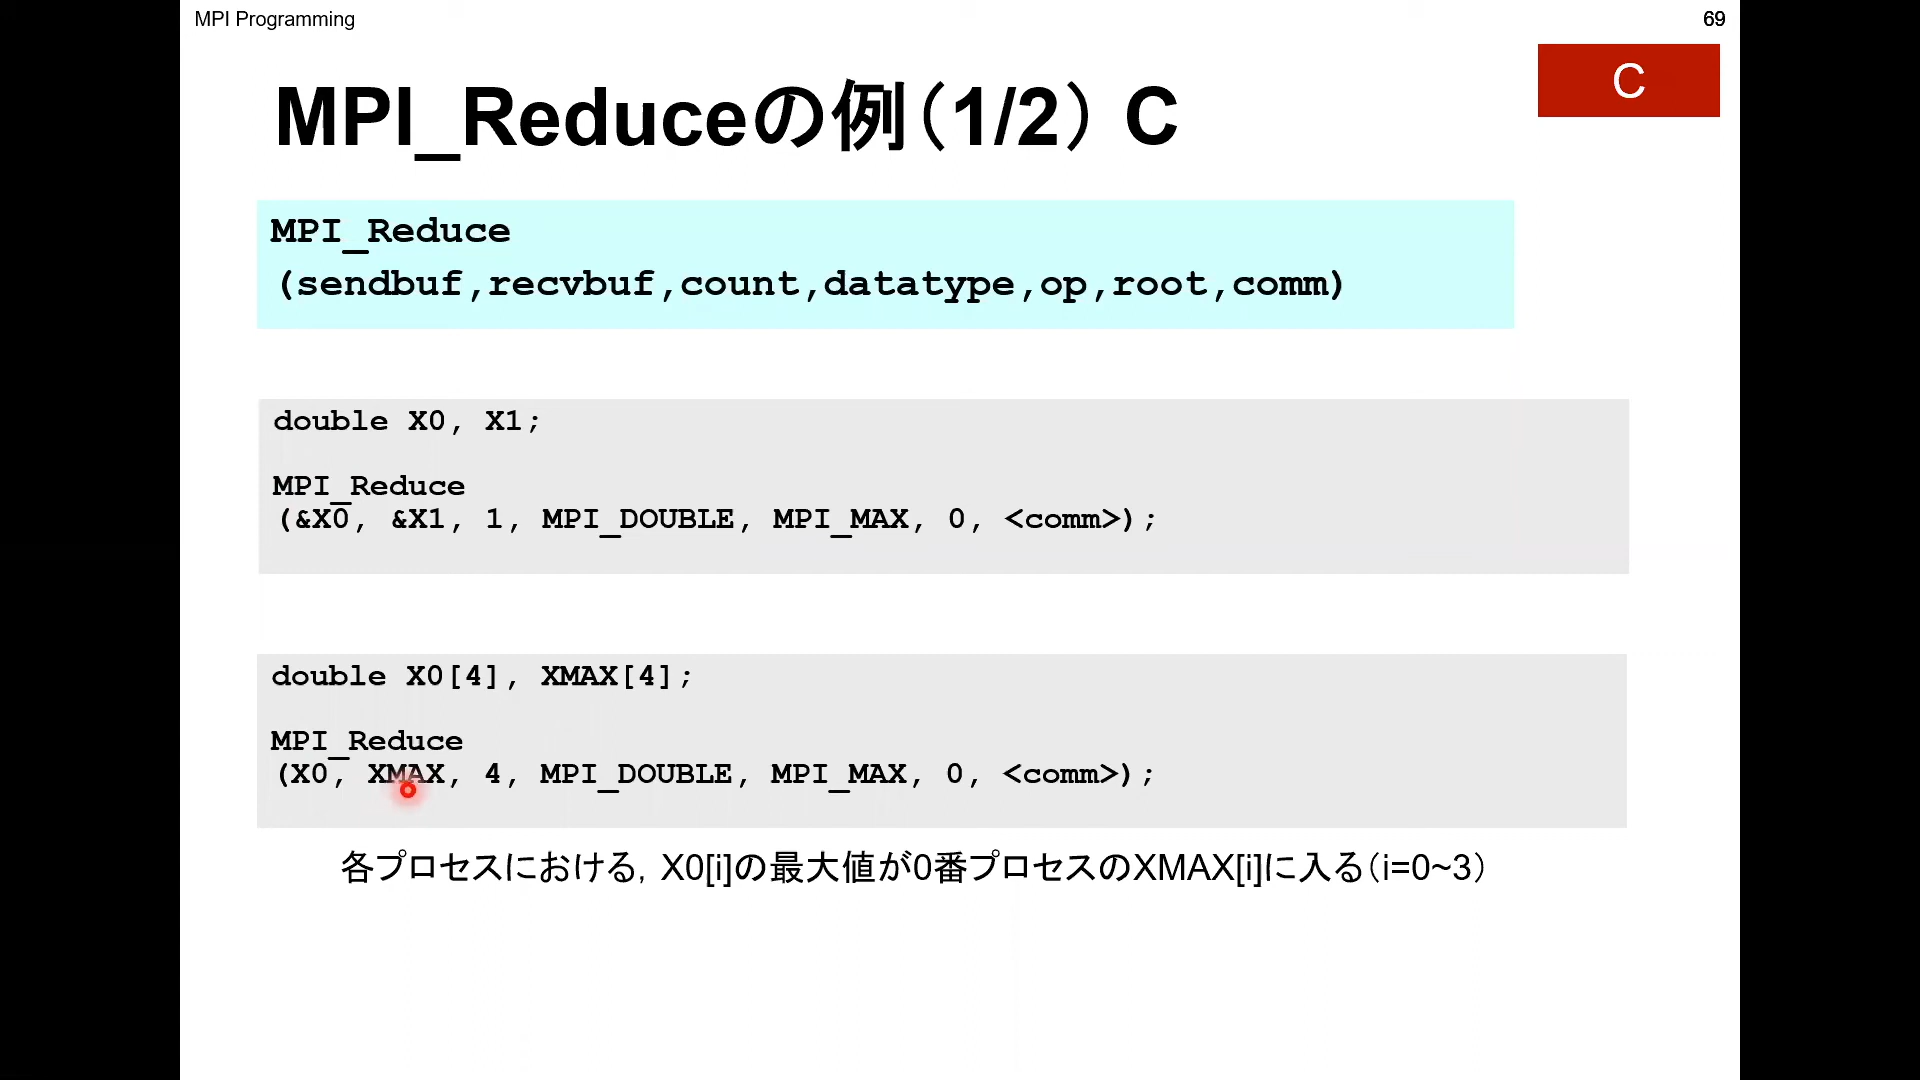 MPI Programming
69
C
MPI_Reduceの例（1/2） C
MPI_Reduce
(sendbuf,recvbuf,count,datatype,op,root,comm)
double X0, X1;
MPI_Reduce
(&X0, &X1, 1, MPI_DOUBLE, MPI_MAX, 0, <comm>);
double X0[4], XMAX[4];
MPI_Reduce
(X0, XMAX, 4, MPI_DOUBLE, MPI_MAX, 0, <comm>);
各プロセスにおける，X0[i]の最大値が0番プロセスのXMAX[i]に入る（i=0~3）